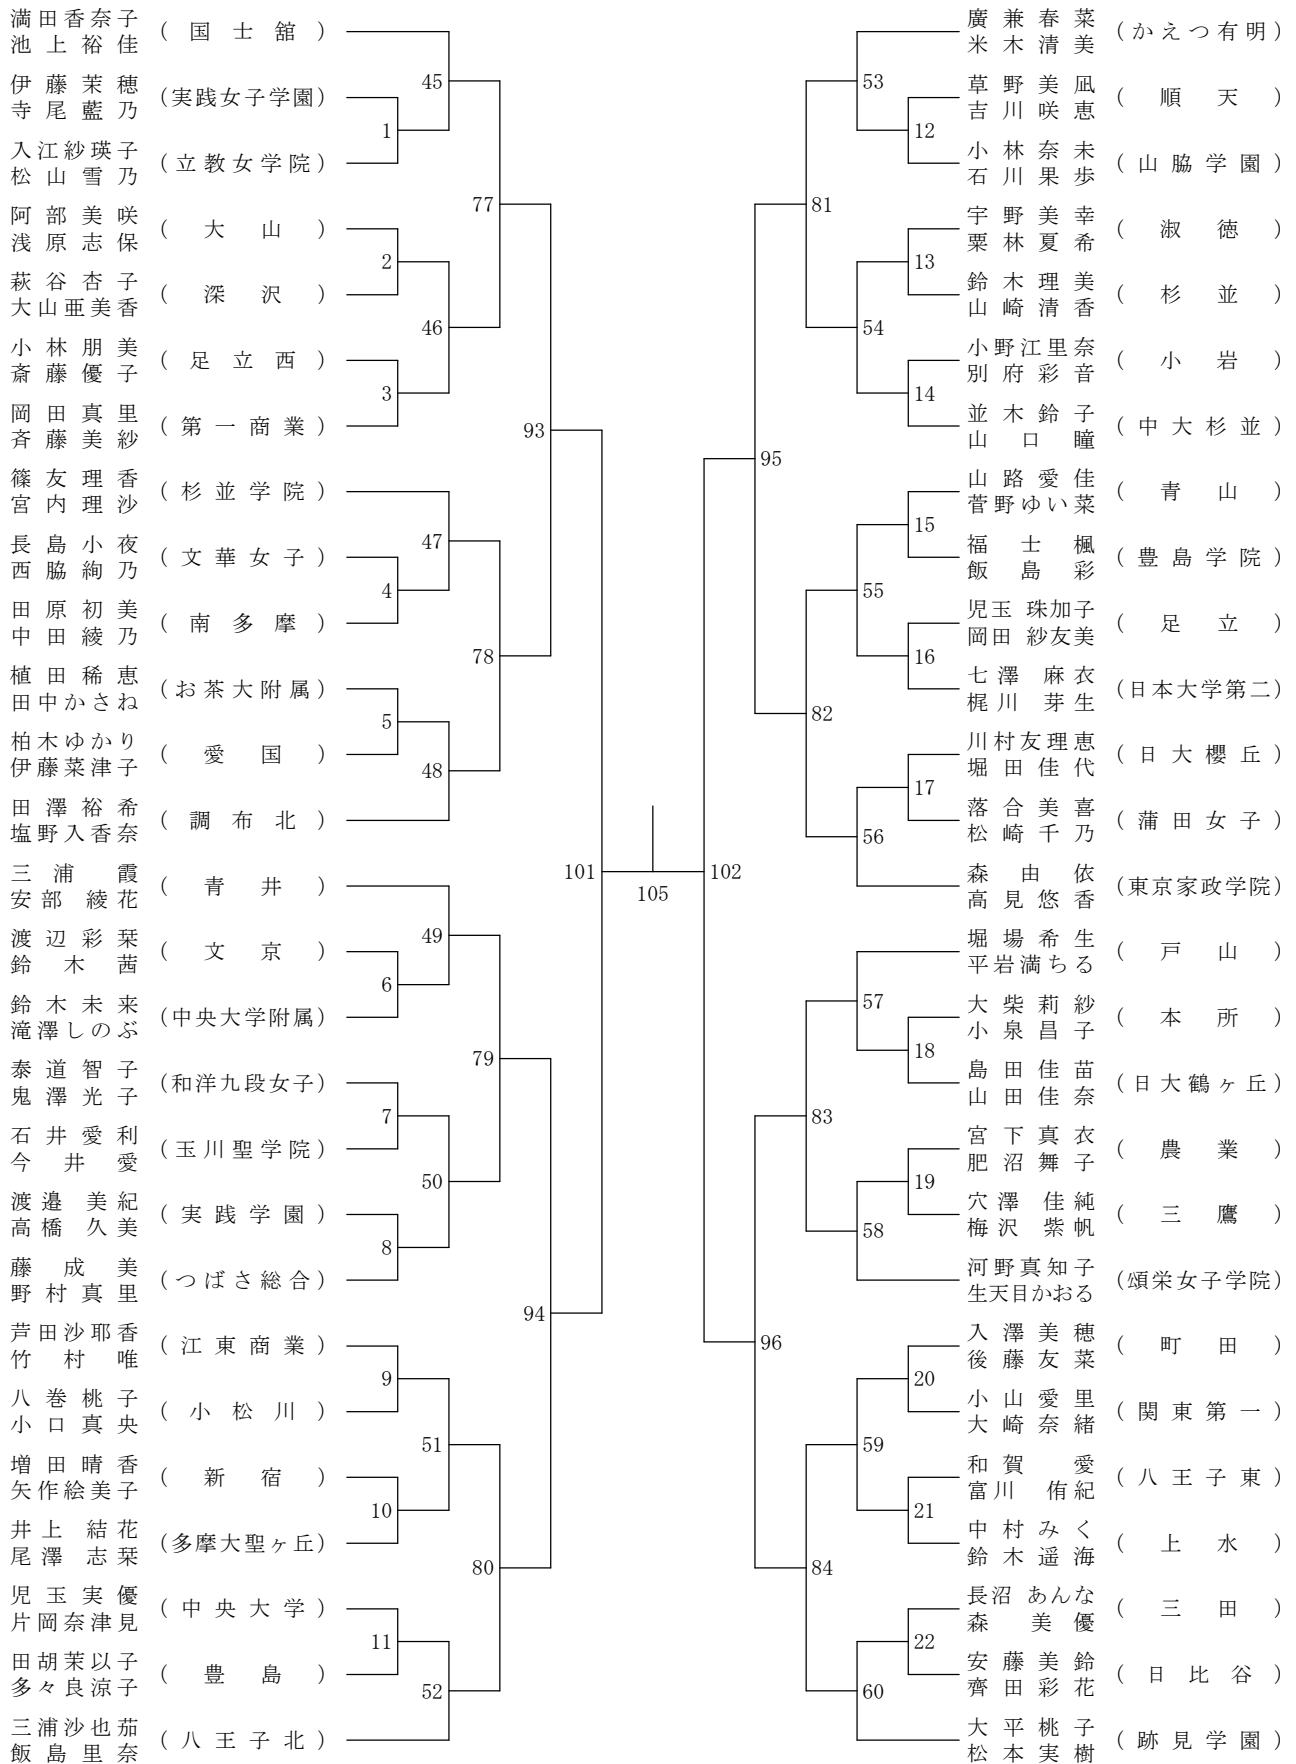 満田香奈子
池上裕佳
(国士舘)
伊藤茉穂
寺尾藍乃
(実践女子学園)
入江紗瑛子
松山雪乃
(立教女学院)
阿部美咲
浅原志保
(大山)
萩谷杏子
大山亜美香
(深沢)
小林朋美
斎藤優子
(足立西)
岡田真里
斉藤美紗
(第一商業)
篠友理香
宮内理沙
(杉並学院)
長島小夜
西脇絢乃
(文華女子)
田原初美
中田綾乃
(南多摩)
植田稀恵
田中かさね
(お茶大附属)
柏木ゆかり
伊藤菜津子
(愛国)
田澤裕希
塩野入香奈
(調布北)
三浦霞
安部綾花
(青井)
渡辺彩栞
鈴木茜
(文京)
鈴木未来
滝澤しのぶ
(中央大学附属)
泰道智子
鬼澤光子
(和洋九段女子)
石井愛利
今井愛
(玉川聖学院)
渡邉美紀
高橋久美
(実践学園)
藤成美
野村真里
(つばさ総合)
芦田沙耶香
竹村唯
(江東商業)
八巻桃子
小口真央
(小松川)
増田晴香
矢作絵美子
(新宿)
井上結花
尾澤志栞
(多摩大聖ヶ丘)
児玉実優
片岡奈津見
(中央大学)
田胡茉以子
多々良涼子
(豊島)
三浦沙也茄
飯島里奈
(八王子北)
45
1
77
2
46
3
93
47
4
78
5
48
101
49
6
79
7
50
8
94
9
51
10
80
11
52
105
102
53
12
81
13
54
14
95
15
55
16
82
17
56
57
18
83
19
58
96
20
59
21
84
22
60
廣兼春菜
米木清美
(かえつ有明)
草野美凪
吉川咲恵
(順天)
小林奈未
石川果歩
(山脇学園)
宇野美幸
栗林夏希
(淑徳)
鈴木理美
山崎清香
(杉並)
小野江里奈
別府彩音
(小岩)
並木鈴子
山口瞳
(中大杉並)
山路愛佳
菅野ゆい菜
(青山)
福士楓
飯島彩
(豊島学院)
児玉 珠加子
岡田 紗友美
(足立)
七澤麻衣
梶川芽生
(日本大学第二)
川村友理恵
堀田佳代
(日大櫻丘)
落合美喜
松崎千乃
(蒲田女子)
森由依
高見悠香
(東京家政学院)
堀場希生
平岩満ちる
(戸山)
大柴莉紗
小泉昌子
(本所)
島田佳苗
山田佳奈
(日大鶴ヶ丘)
宮下真衣
肥沼舞子
(農業)
穴澤佳純
梅沢紫帆
(三鷹)
河野真知子
生天目かおる
(頌栄女子学院)
入澤美穂
後藤友菜
(町田)
小山愛里
大崎奈緒
(関東第一)
和賀愛
富川侑紀
(八王子東)
中村みく
鈴木遥海
(上水)
長沼 あんな
森美優
(三田)
安藤美鈴
齊田彩花
(日比谷)
大平桃子
松本実樹
(跡見学園)